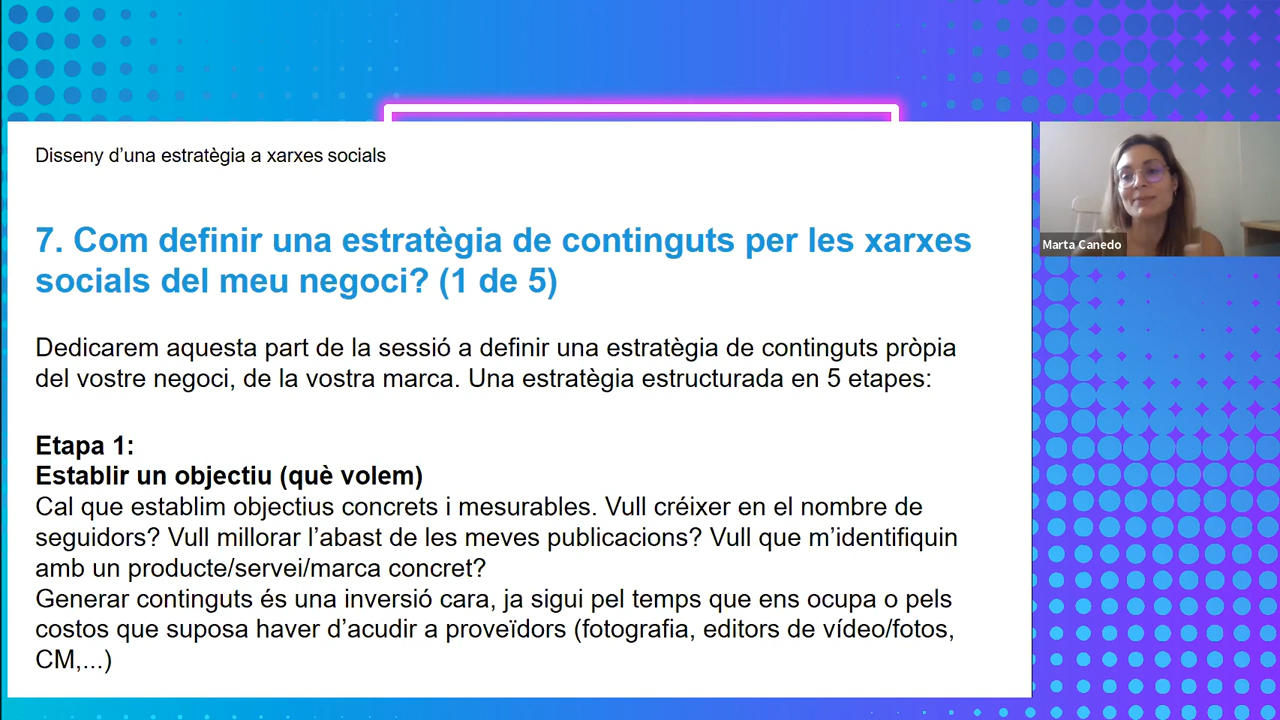 Disseny d’una estratègia a xarxes socials
7. Com definir una estratègia de continguts per les xarxes
socials del meu negoci? (1 de 5)
Dedicarem aquesta part de la sessió a definir una estratègia de continguts pròpia
del vostre negoci, de la vostra marca. Una estratègia estructurada en 5 etapes:
Etapa 1:
Establir un objectiu (què volem)
Cal que establim objectius concrets i mesurables. Vull créixer en el nombre de
seguidors? Vull millorar l’abast de les meves publicacions? Vull que m’identifiquin
amb un producte/servei/marca concret?
Generar continguts és una inversió cara, ja sigui pel temps que ens ocupa o pels
costos que suposa haver d’acudir a proveïdors (fotografia, editors de vídeo/fotos,
CM,...)
Marta Canedo